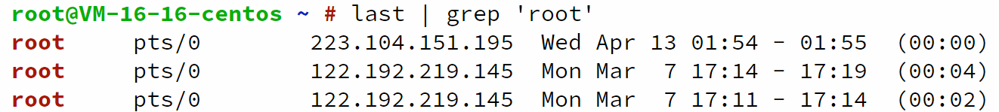 root@VM-16-16-centos ~ # last | grep 'root'
root     pts/0        223.104.151.195  Wed Apr 13 01:54 - 01:55  (00:00)
root     pts/0        122.192.219.145  Mon Mar  7 17:14 - 17:19  (00:04)
root     pts/0        122.192.219.145  Mon Mar  7 17:11 - 17:14  (00:02)